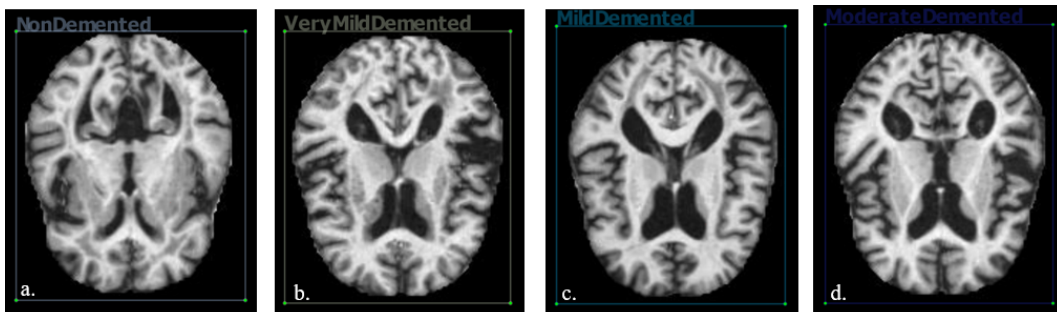 NonDemented
a.
VeryMildDemented
b.
MildDemented
c.
ModerateDemented
d.